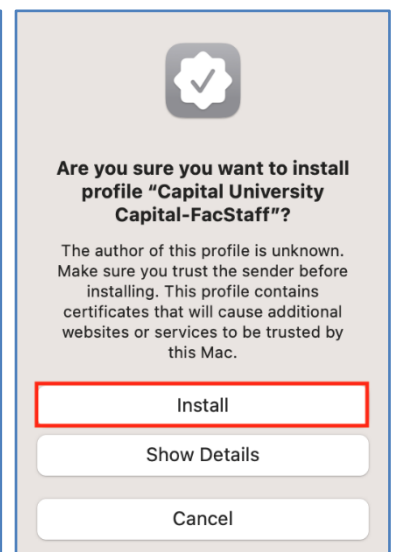 Are you sure you want to install
profile “Capital University
Capital-FacStaff”?
The author of this profile is unknown.
Make sure you trust the sender before
installing. This profile contains
certificates that will cause additional
websites or services to be trusted by
this Mac.
Install
Show Details
Cancel